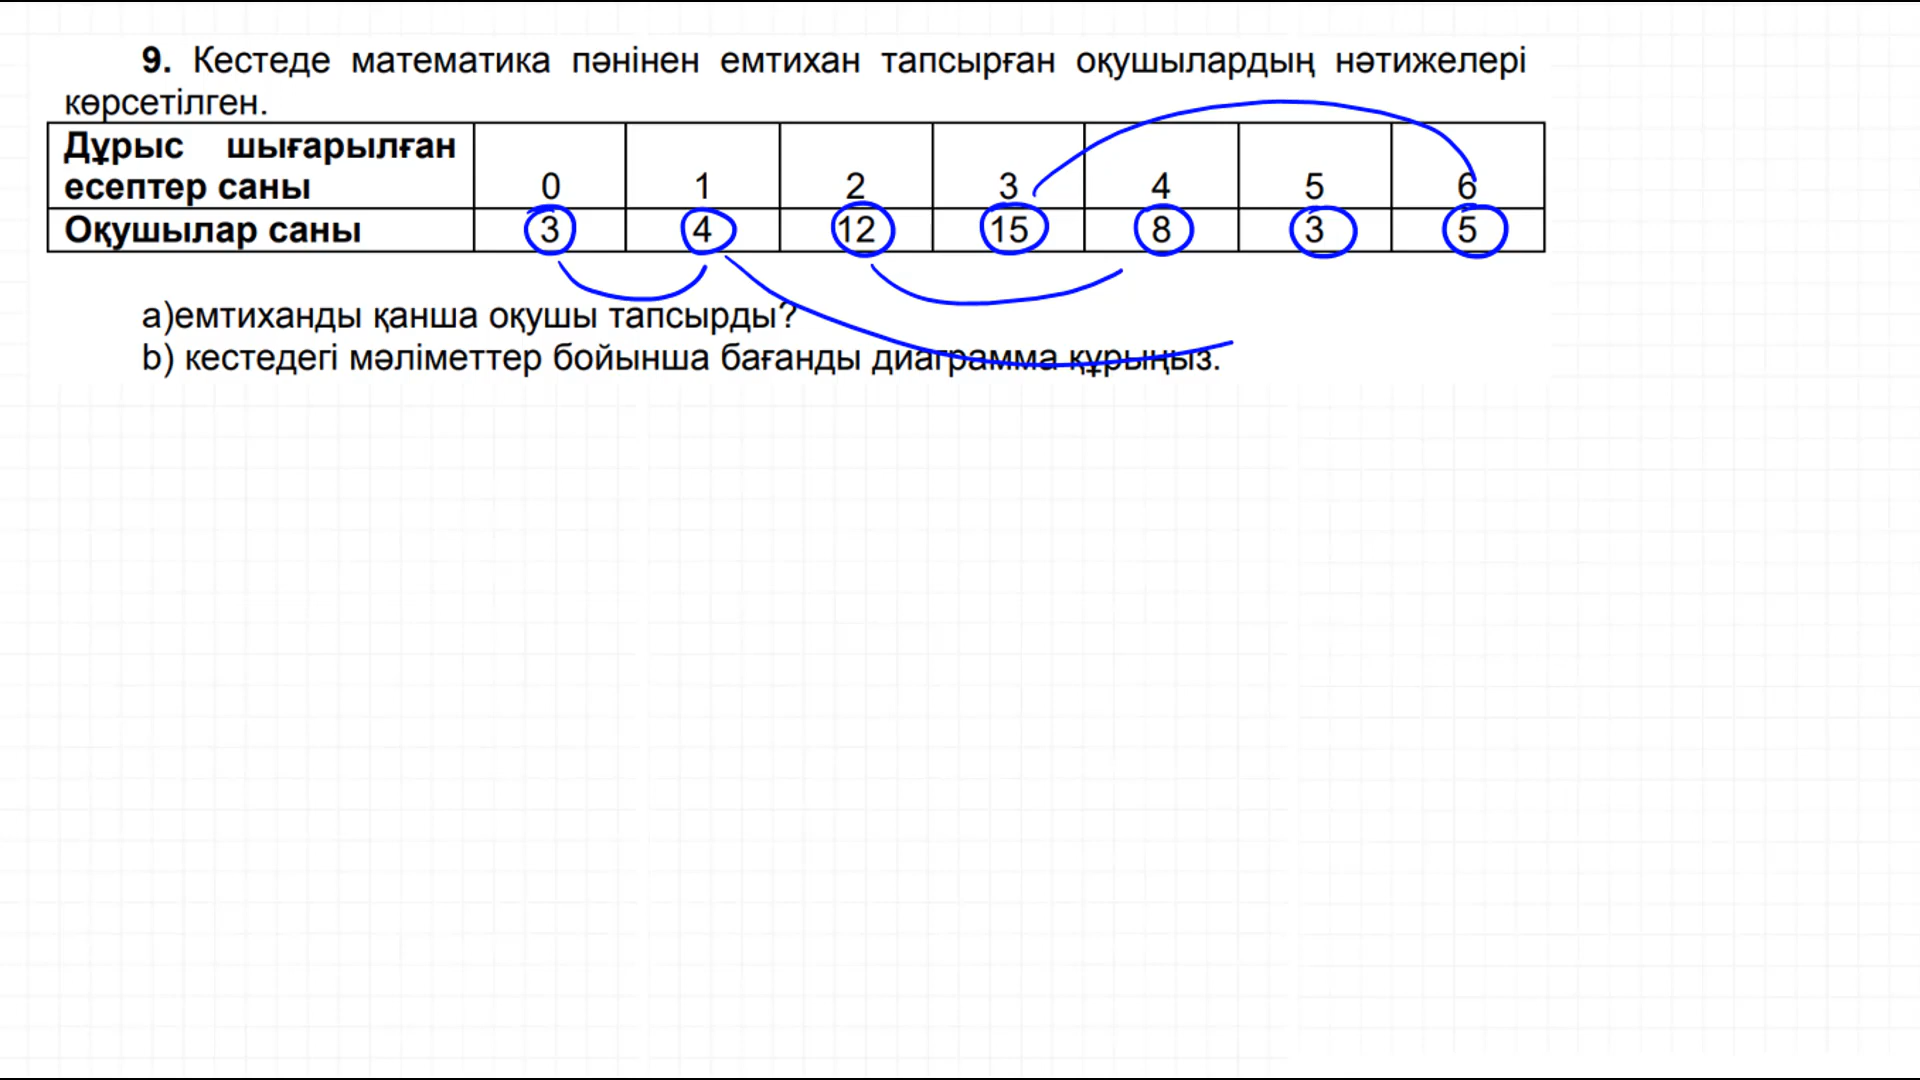 9. Кестеде математика пәнінен емтихан тапсырған оқушылардың нәтижелері
көрсетілген.
Дұрыс шығарылған
есептер саны 0 1 2 3 4 5 6
Оқушылар саны 3 4 12 15 8 3 5
a)емтиханды қанша оқушы тапсырды?
b) кестедегі мәліметтер бойынша бағанды диаграмма құрыңыз.